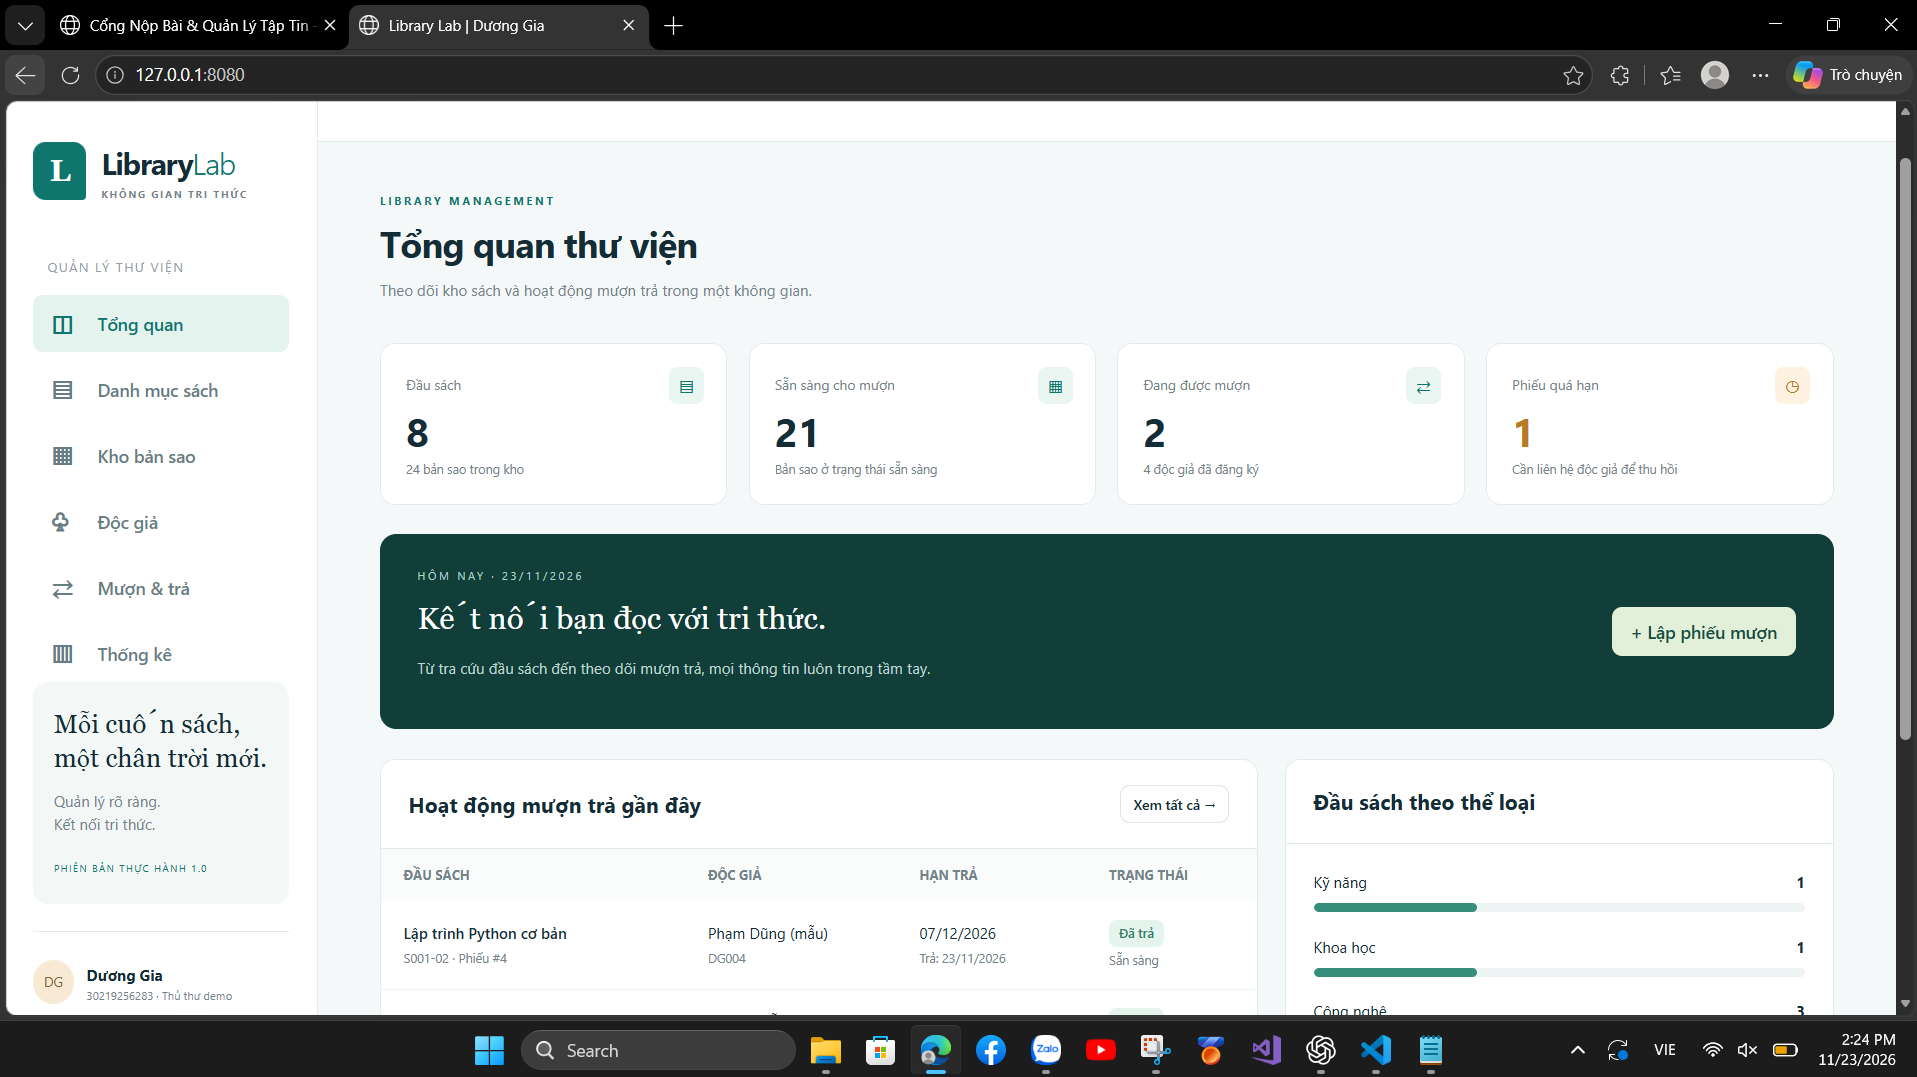 Cổng Nộp Bài & Quản Lý Tập Tin -
Library Lab | Dương Gia
127.0.0.1:8080
Trò chuyện
L
LibraryLab
KHÔNG GIAN TRI THỨC
QUẢN LÝ THƯ VIỆN
Tổng quan
Danh mục sách
Kho bản sao
Độc giả
Mượn & trả
Thống kê
Mỗi cuốn sách,
một chân trời mới.
Quản lý rõ ràng.
Kết nối tri thức.
PHIÊN BẢN THỰC HÀNH 1.0
DG
Dương Gia
30219256283 · Thủ thư demo
LIBRARY MANAGEMENT
Tổng quan thư viện
Theo dõi kho sách và hoạt động mượn trả trong một không gian.
Đầu sách
8
24 bản sao trong kho
Sẵn sàng cho mượn
21
Bản sao ở trạng thái sẵn sàng
Đang được mượn
2
4 độc giả đã đăng ký
Phiếu quá hạn
1
Cần liên hệ độc giả để thu hồi
HÔM NAY · 23/11/2026
Kết nối bạn đọc với tri thức.
Từ tra cứu đầu sách đến theo dõi mượn trả, mọi thông tin luôn trong tầm tay.
+ Lập phiếu mượn
Hoạt động mượn trả gần đây
Xem tất cả →
ĐẦU SÁCH ĐỘC GIẢ HẠN TRẢ TRẠNG THÁI
Lập trình Python cơ bản Phạm Dũng (mẫu) 07/12/2026 Đã trả
S001-02 · Phiếu #4 DG004 Trả: 23/11/2026 Sẵn sàng
Đầu sách theo thể loại
Kỹ năng 1
Khoa học 1
Công nghệ 3
Search
Zalo
VIE
2:24 PM
11/23/2026